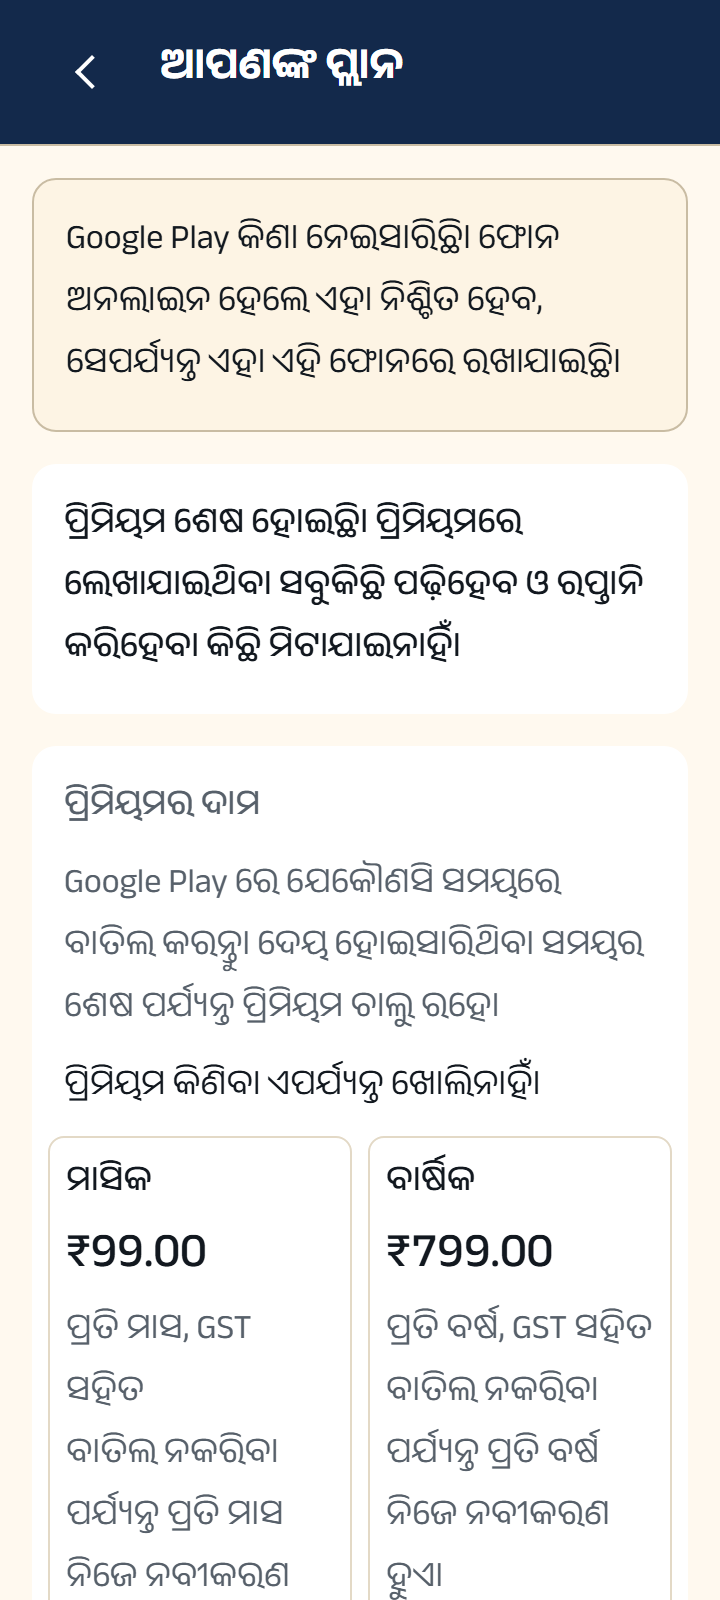 ଆପଣଙ୍କ ପ୍ଲାନ
Google Play କିଣା ନେଇସାରିଛି। ଫୋନ
ଅନଲାଇନ ହେଲେ ଏହା ନିଶ୍ଚିତ ହେବ,
ସେପର୍ଯ୍ୟନ୍ତ ଏହା ଏହି ଫୋନରେ ରଖାଯାଇଛି।
ପ୍ରିମିୟମ ଶେଷ ହୋଇଛି। ପ୍ରିମିୟମରେ
ଲେଖାଯାଇଥିବା ସବୁକିଛି ପଢ଼ିହେବ ଓ ରପ୍ତାନି
କରିହେବ। କିଛି ମିଟାଯାଇନାହିଁ।
ପ୍ରିମିୟମର ଦାମ
Google Play ରେ ଯେକୌଣସି ସମୟରେ
ବାତିଲ କରନ୍ତୁ। ଦେୟ ହୋଇସାରିଥିବା ସମୟର
ଶେଷ ପର୍ଯ୍ୟନ୍ତ ପ୍ରିମିୟମ ଚାଲୁ ରହେ।
ପ୍ରିମିୟମ କିଣିବା ଏପର୍ଯ୍ୟନ୍ତ ଖୋଲିନାହିଁ।
ମାସିକ
₹99.00
ପ୍ରତି ମାସ, GST
ସହିତ
ବାତିଲ ନକରିବା
ପର୍ଯ୍ୟନ୍ତ ପ୍ରତି ମାସ
ନିଜେ ନବୀକରଣ
ବାର୍ଷିକ
₹799.00
ପ୍ରତି ବର୍ଷ, GST ସହିତ
ବାତିଲ ନକରିବା
ପର୍ଯ୍ୟନ୍ତ ପ୍ରତି ବର୍ଷ
ନିଜେ ନବୀକରଣ
ହୁଏ।